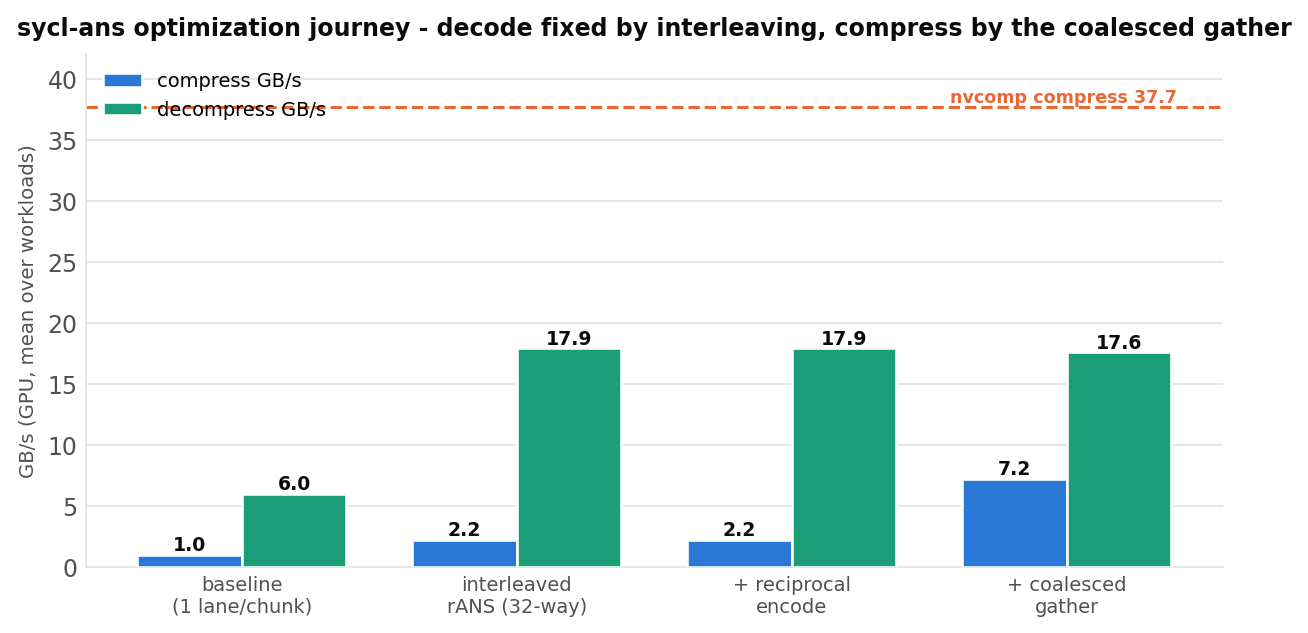 sycl-ans optimization journey - decode fixed by interleaving, compress by the coalesced gather
compress GB/s
decompress GB/s
nvcomp compress 37.7
GB/s (GPU, mean over workloads)
40
35
30
25
20
15
10
5
0
1.0
6.0
2.2
17.9
2.2
17.9
7.2
17.6
baseline
(1 lane/chunk)
interleaved
rANS (32-way)
+ reciprocal
encode
+ coalesced
gather